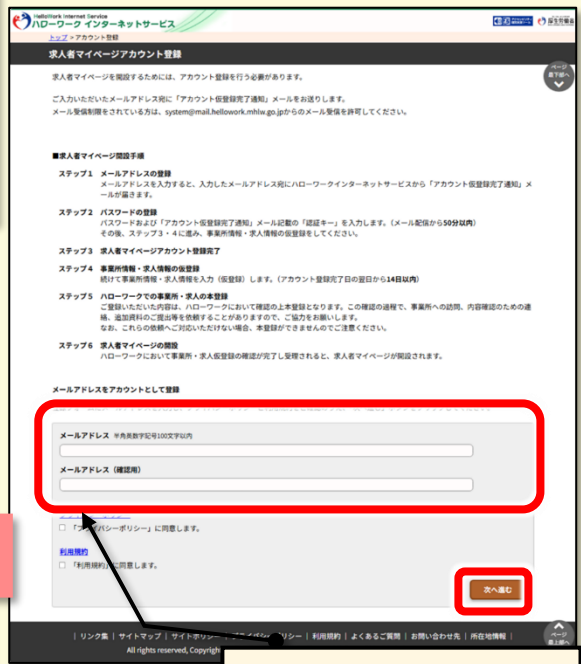 HelloWork Internet Service
ハローワーク インターネットサービス
厚生労働省
トップ > アカウント登録
求人者マイページアカウント登録
ページ
最下部へ
求人者マイページを開設するためには、アカウント登録を行う必要があります。
ご入力いただいたメールアドレス宛に「アカウント仮登録完了通知」メールをお送りします。
メール受信制限をされている方は、system@mail.hellowork.mhlw.go.jpからのメール受信を許可してください。
■求人者マイページ開設手順
ステップ1 メールアドレスの登録
メールアドレスを入力すると、入力したメールアドレス宛にハローワークインターネットサービスから「アカウント仮登録完了通知」メ
ールが届きます。
ステップ2 パスワードの登録
パスワードおよび「アカウント仮登録完了通知」メール記載の「認証キー」を入力します。（メール配信から50分以内）
その後、ステップ3・4に進み、事業所情報・求人情報の仮登録をしてください。
ステップ3 求人者マイページアカウント登録完了
ステップ4 事業所情報・求人情報の仮登録
続けて事業所情報・求人情報を入力（仮登録）します。（アカウント登録完了日の翌日から14日以内）
ステップ5 ハローワークでの事業所・求人の本登録
ご登録いただいた内容は、ハローワークにおいて確認の上本登録となります。この確認の過程で、事業所への訪問、内容確認のための連
絡、追加資料のご提出等を依頼することがありますので、ご協力をお願いします。
なお、これらの依頼へご対応いただけない場合、本登録ができませんのでご注意ください。
ステップ6 求人者マイページの開設
ハローワークにおいて事業所・求人仮登録の確認が完了し受理されると、求人者マイページが開設されます。
メールアドレスをアカウントとして登録
メールアドレス 半角英数字記号100文字以内
メールアドレス（確認用）
「プライバシーポリシー」に同意します。
利用規約
「利用規約」に同意します。
次へ進む
| リンク集 | サイトマップ | サイトポリシー | プライバシーポリシー | 利用規約 | よくあるご質問 | お問い合わせ先 | 所在地情報 |
All rights reserved, Copyright
ページ
最上部へ